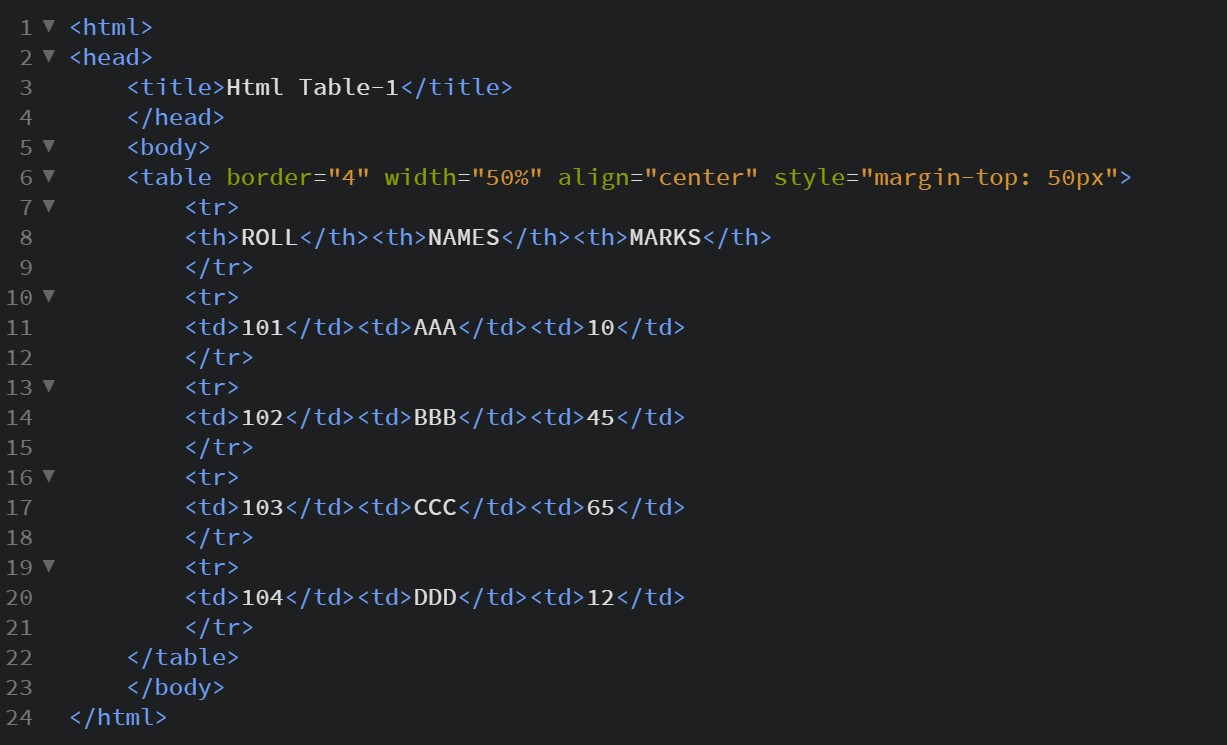 1 <html>
2 <head>
3     <title>Html Table-1</title>
4     </head>
5     <body>
6     <table border="4" width="50%" align="center" style="margin-top: 50px">
7         <tr>
8         <th>ROLL</th><th>NAMES</th><th>MARKS</th>
9         </tr>
10         <tr>
11         <td>101</td><td>AAA</td><td>10</td>
12         </tr>
13         <tr>
14         <td>102</td><td>BBB</td><td>45</td>
15         </tr>
16         <tr>
17         <td>103</td><td>CCC</td><td>65</td>
18         </tr>
19         <tr>
20         <td>104</td><td>DDD</td><td>12</td>
21         </tr>
22     </table>
23     </body>
24 </html>